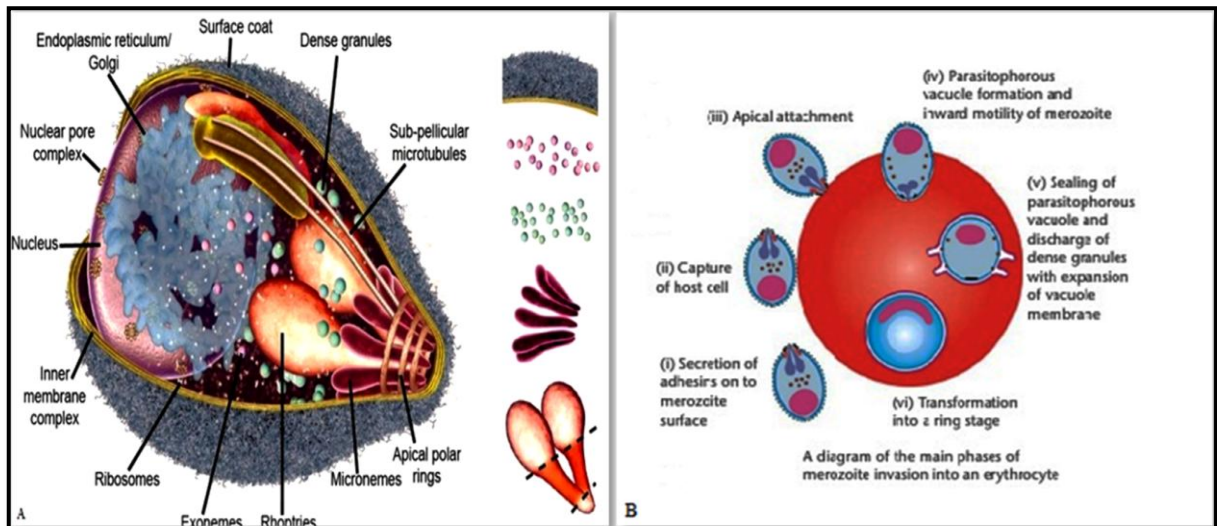 Surface coat
Endoplasmic reticulum/
Golgi
Dense granules
Nuclear pore
complex
Sub-pellicular
microtubules
Nucleus
Inner
membrane
complex
Ribosomes
Exonemes
Rhoptries
Micronemes
Apical polar
rings
A
(iv) Parasitophorous
vacucle formation and
inward motility of merozoite
(iii) Apical attachment
(v) Sealing of
parasitophorous
vacuole and
discharge of
dense granules
with expansion
of vacuole
membrane
(ii) Capture
of host cell
(i) Secretion of
adhesins on to
merozcite
surface
(vi) Transformation
into a ring stage
A diagram of the main phases of
merozoite invasion into an erythrocyte
B